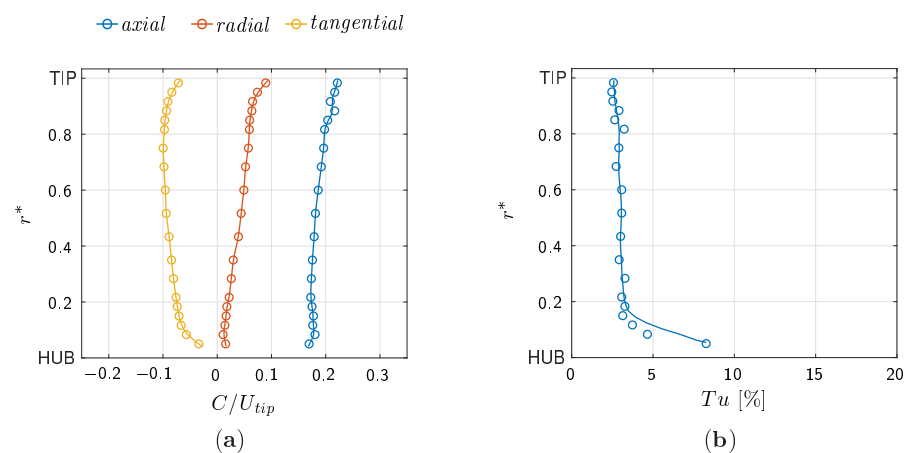 axial radial tangential
TIP
0.8
0.6
0.4
0.2
HUB
r*
−0.2 −0.1 0 0.1 0.2 0.3
C/U_tip
(a)
TIP
0.8
0.6
0.4
0.2
HUB
r*
0 5 10 15 20
Tu [%]
(b)